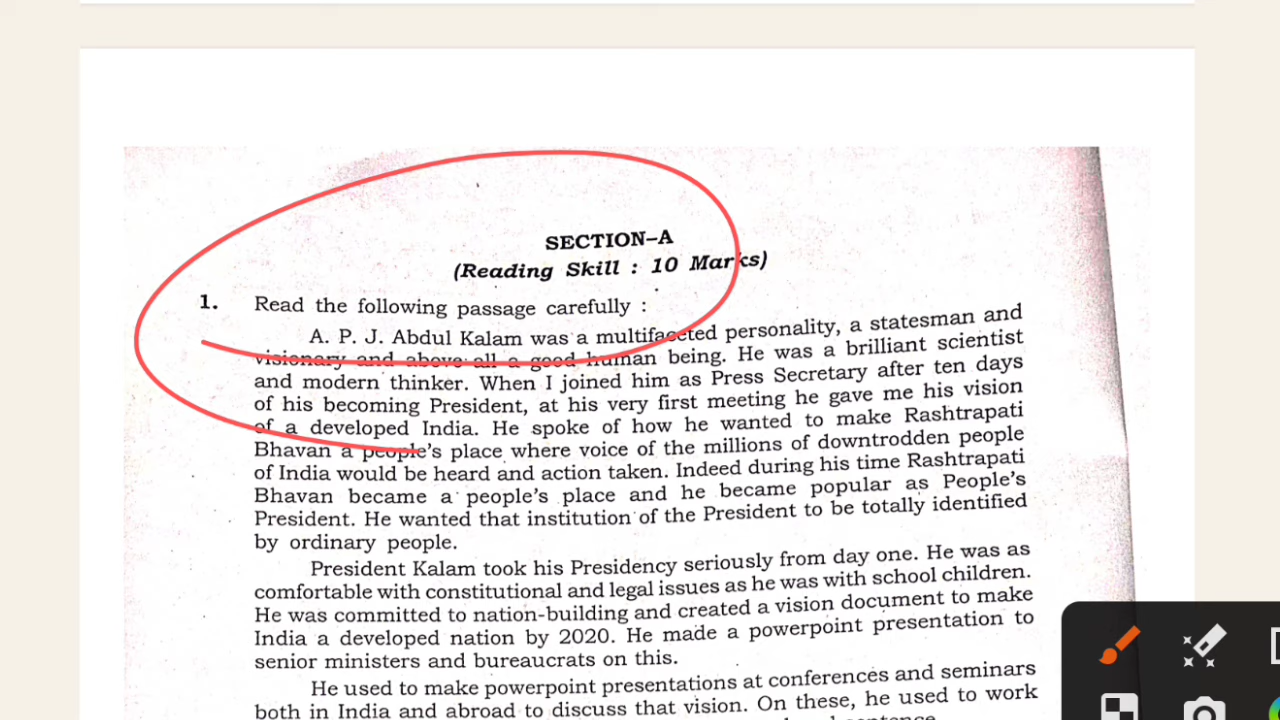 SECTION–A
(Reading Skill : 10 Marks)
1. Read the following passage carefully :
A. P. J. Abdul Kalam was a multifaceted personality, a statesman and
visionary and above all a good human being. He was a brilliant scientist
and modern thinker. When I joined him as Press Secretary after ten days
of his becoming President, at his very first meeting he gave me his vision
of a developed India. He spoke of how he wanted to make Rashtrapati
Bhavan a people's place where voice of the millions of downtrodden people
of India would be heard and action taken. Indeed during his time Rashtrapati
Bhavan became a people's place and he became popular as People's
President. He wanted that institution of the President to be totally identified
by ordinary people.
President Kalam took his Presidency seriously from day one. He was as
comfortable with constitutional and legal issues as he was with school children.
He was committed to nation-building and created a vision document to make
India a developed nation by 2020. He made a powerpoint presentation to
senior ministers and bureaucrats on this.
He used to make powerpoint presentations at conferences and seminars
both in India and abroad to discuss that vision. On these, he used to work